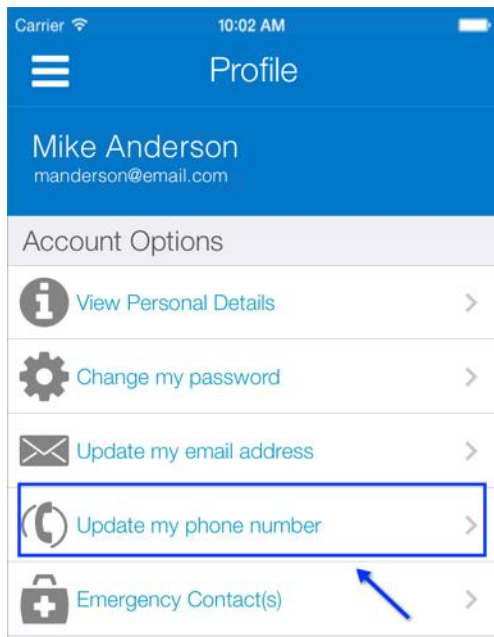 Carrier 10:02 AM
Profile
Mike Anderson
manderson@email.com
Account Options
View Personal Details
Change my password
Update my email address
Update my phone number
Emergency Contact(s)